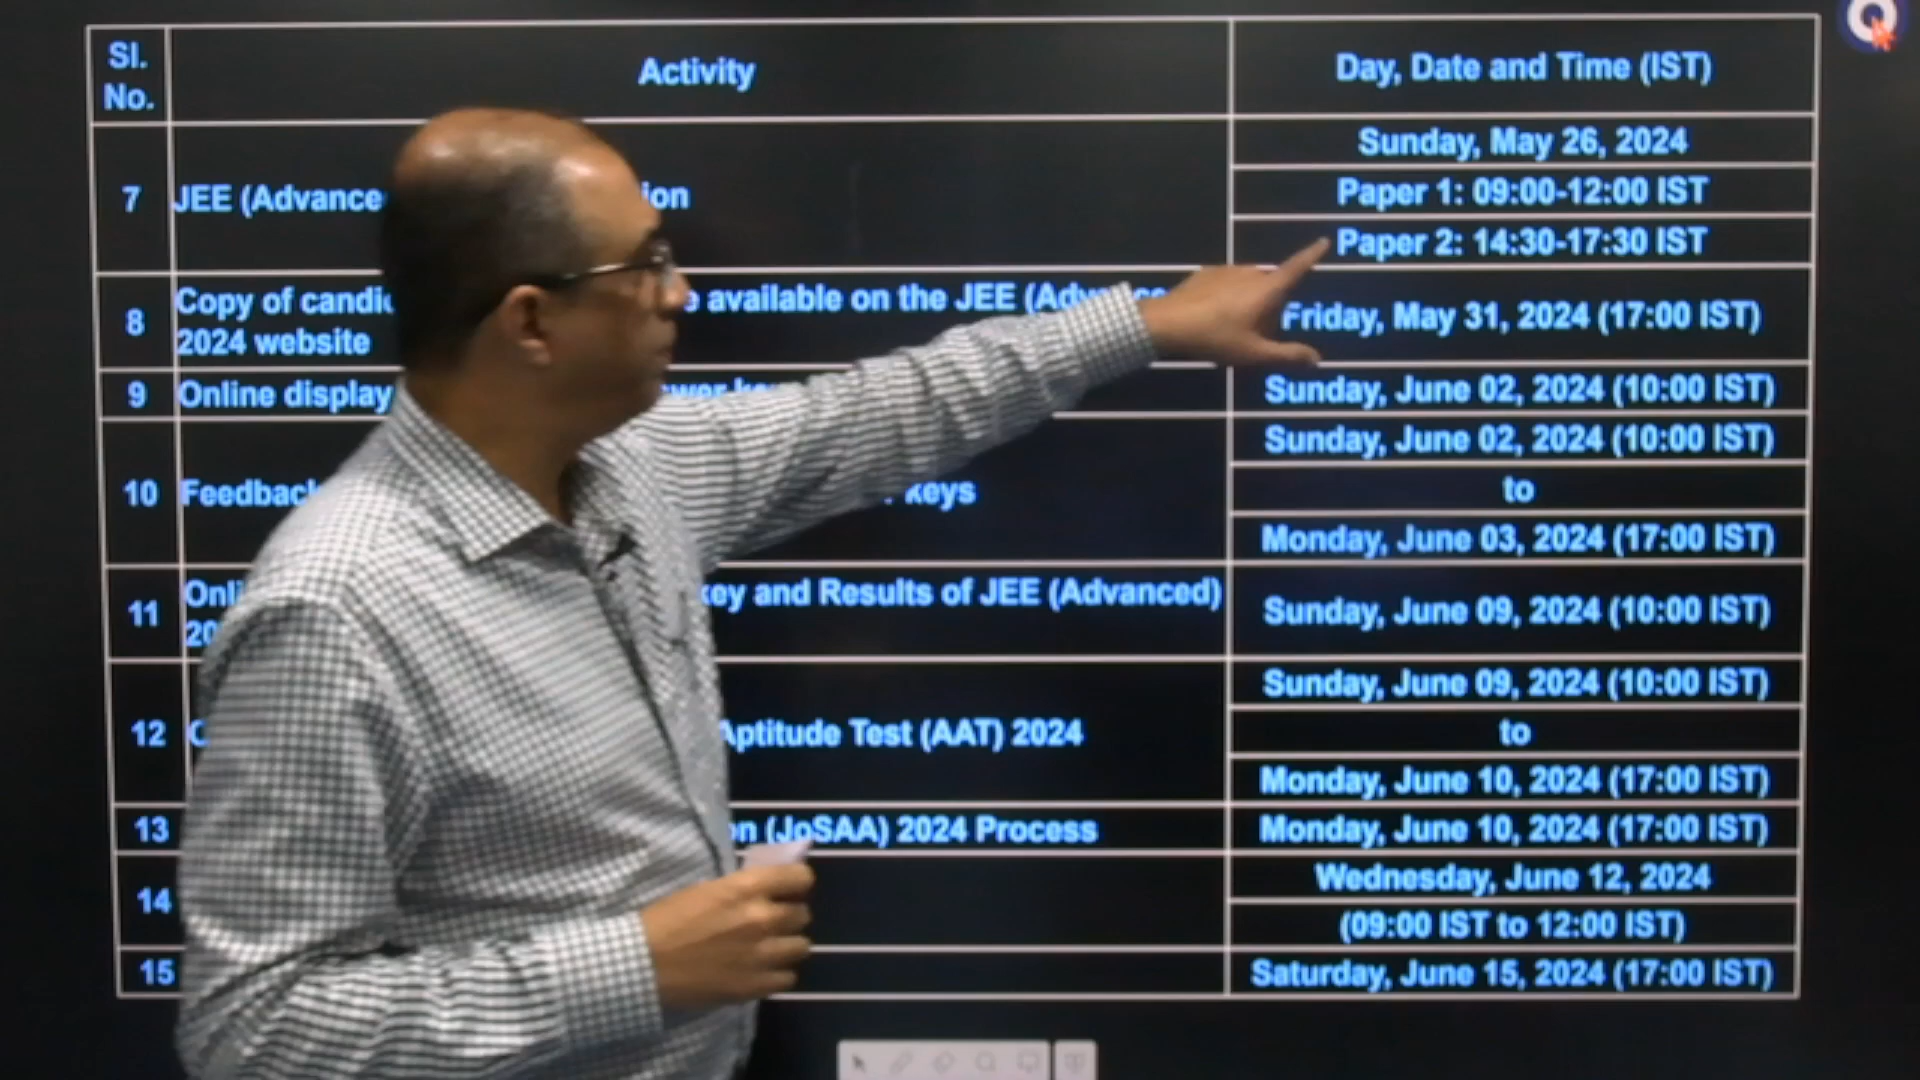 Sl.
No.
Activity
Day, Date and Time (IST)
7
JEE (Advance
ion
Sunday, May 26, 2024
Paper 1: 09:00-12:00 IST
Paper 2: 14:30-17:30 IST
8
Copy of candid
e available on the JEE (Advance
2024 website
Friday, May 31, 2024 (17:00 IST)
9
Online display
Sunday, June 02, 2024 (10:00 IST)
10
Feedback
keys
Sunday, June 02, 2024 (10:00 IST)
to
Monday, June 03, 2024 (17:00 IST)
11
Onli
key and Results of JEE (Advanced)
20
Sunday, June 09, 2024 (10:00 IST)
12
Aptitude Test (AAT) 2024
Sunday, June 09, 2024 (10:00 IST)
to
Monday, June 10, 2024 (17:00 IST)
13
on (JoSAA) 2024 Process
Monday, June 10, 2024 (17:00 IST)
14
Wednesday, June 12, 2024
(09:00 IST to 12:00 IST)
15
Saturday, June 15, 2024 (17:00 IST)